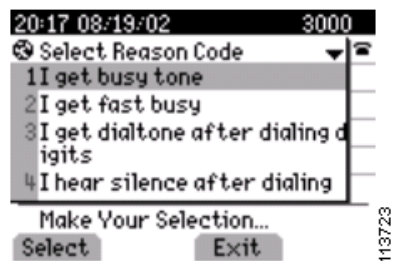 20:17 08/19/02 3000
Select Reason Code
1 I get busy tone
2 I get fast busy
3 I get dialtone after dialing d
igits
4 I hear silence after dialing
Make Your Selection...
Select Exit
113723